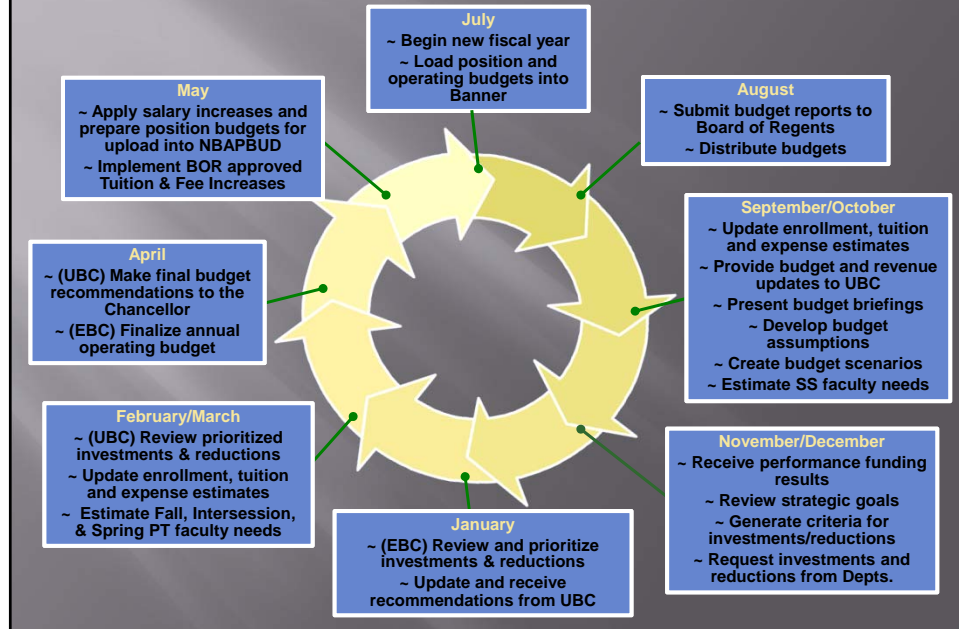 July
~ Begin new fiscal year
~ Load position and
operating budgets into
Banner
August
~ Submit budget reports to
Board of Regents
~ Distribute budgets
September/October
~ Update enrollment, tuition
and expense estimates
~ Provide budget and revenue
updates to UBC
~ Present budget briefings
~ Develop budget
assumptions
~ Create budget scenarios
~ Estimate SS faculty needs
November/December
~ Receive performance funding
results
~ Review strategic goals
~ Generate criteria for
investments/reductions
~ Request investments and
reductions from Depts.
January
~ (EBC) Review and prioritize
investments & reductions
~ Update and receive
recommendations from UBC
February/March
~ (UBC) Review prioritized
investments & reductions
~ Update enrollment, tuition
and expense estimates
~ Estimate Fall, Intersession,
& Spring PT faculty needs
April
~ (UBC) Make final budget
recommendations to the
Chancellor
~ (EBC) Finalize annual
operating budget
May
~ Apply salary increases and
prepare position budgets for
upload into NBAPBUD
~ Implement BOR approved
Tuition & Fee Increases